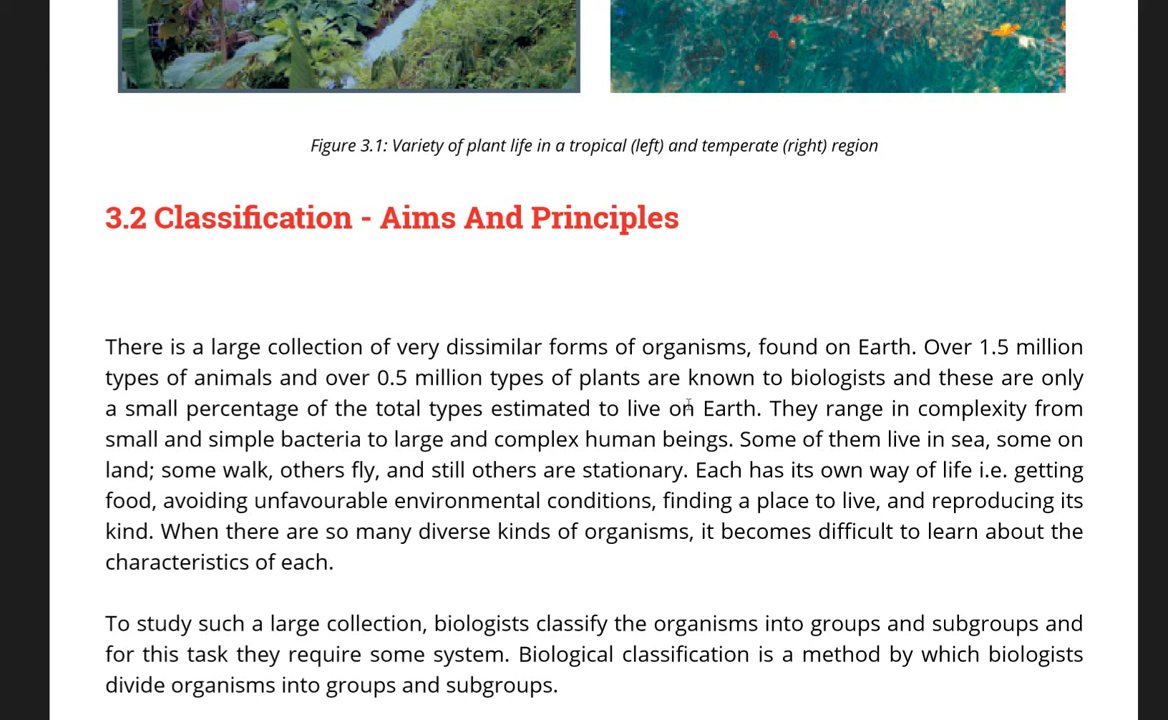 Figure 3.1: Variety of plant life in a tropical (left) and temperate (right) region
3.2 Classification - Aims And Principles
There is a large collection of very dissimilar forms of organisms, found on Earth. Over 1.5 million
types of animals and over 0.5 million types of plants are known to biologists and these are only
a small percentage of the total types estimated to live on Earth. They range in complexity from
small and simple bacteria to large and complex human beings. Some of them live in sea, some on
land; some walk, others fly, and still others are stationary. Each has its own way of life i.e. getting
food, avoiding unfavourable environmental conditions, finding a place to live, and reproducing its
kind. When there are so many diverse kinds of organisms, it becomes difficult to learn about the
characteristics of each.
To study such a large collection, biologists classify the organisms into groups and subgroups and
for this task they require some system. Biological classification is a method by which biologists
divide organisms into groups and subgroups.